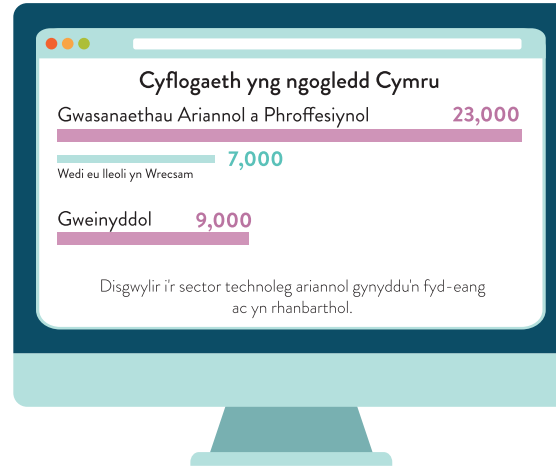 Cyflogaeth yng ngogledd Cymru
Gwasanaethau Ariannol a Phroffesiynol 23,000
7,000
Wedi eu lleoli yn Wrecsam
Gweinyddol 9,000
Disgwylir i'r sector technoleg ariannol gynyddu'n fyd-eang
ac yn rhanbarthol.